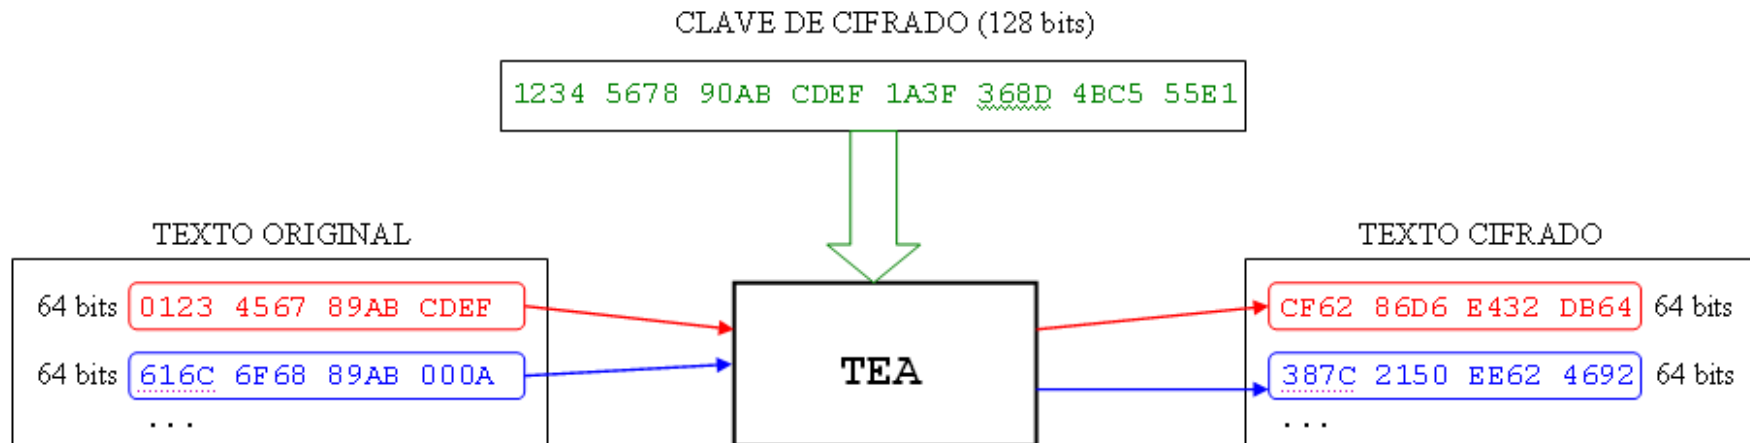 CLAVE DE CIFRADO (128 bits)
1234 5678 90AB CDEF 1A3F 368D 4BC5 55E1
TEXTO ORIGINAL
TEXTO CIFRADO
64 bits 0123 4567 89AB CDEF
CF62 86D6 E432 DB64 64 bits
TEA
64 bits 616C 6F68 89AB 000A
387C 2150 EE62 4692 64 bits
...
...